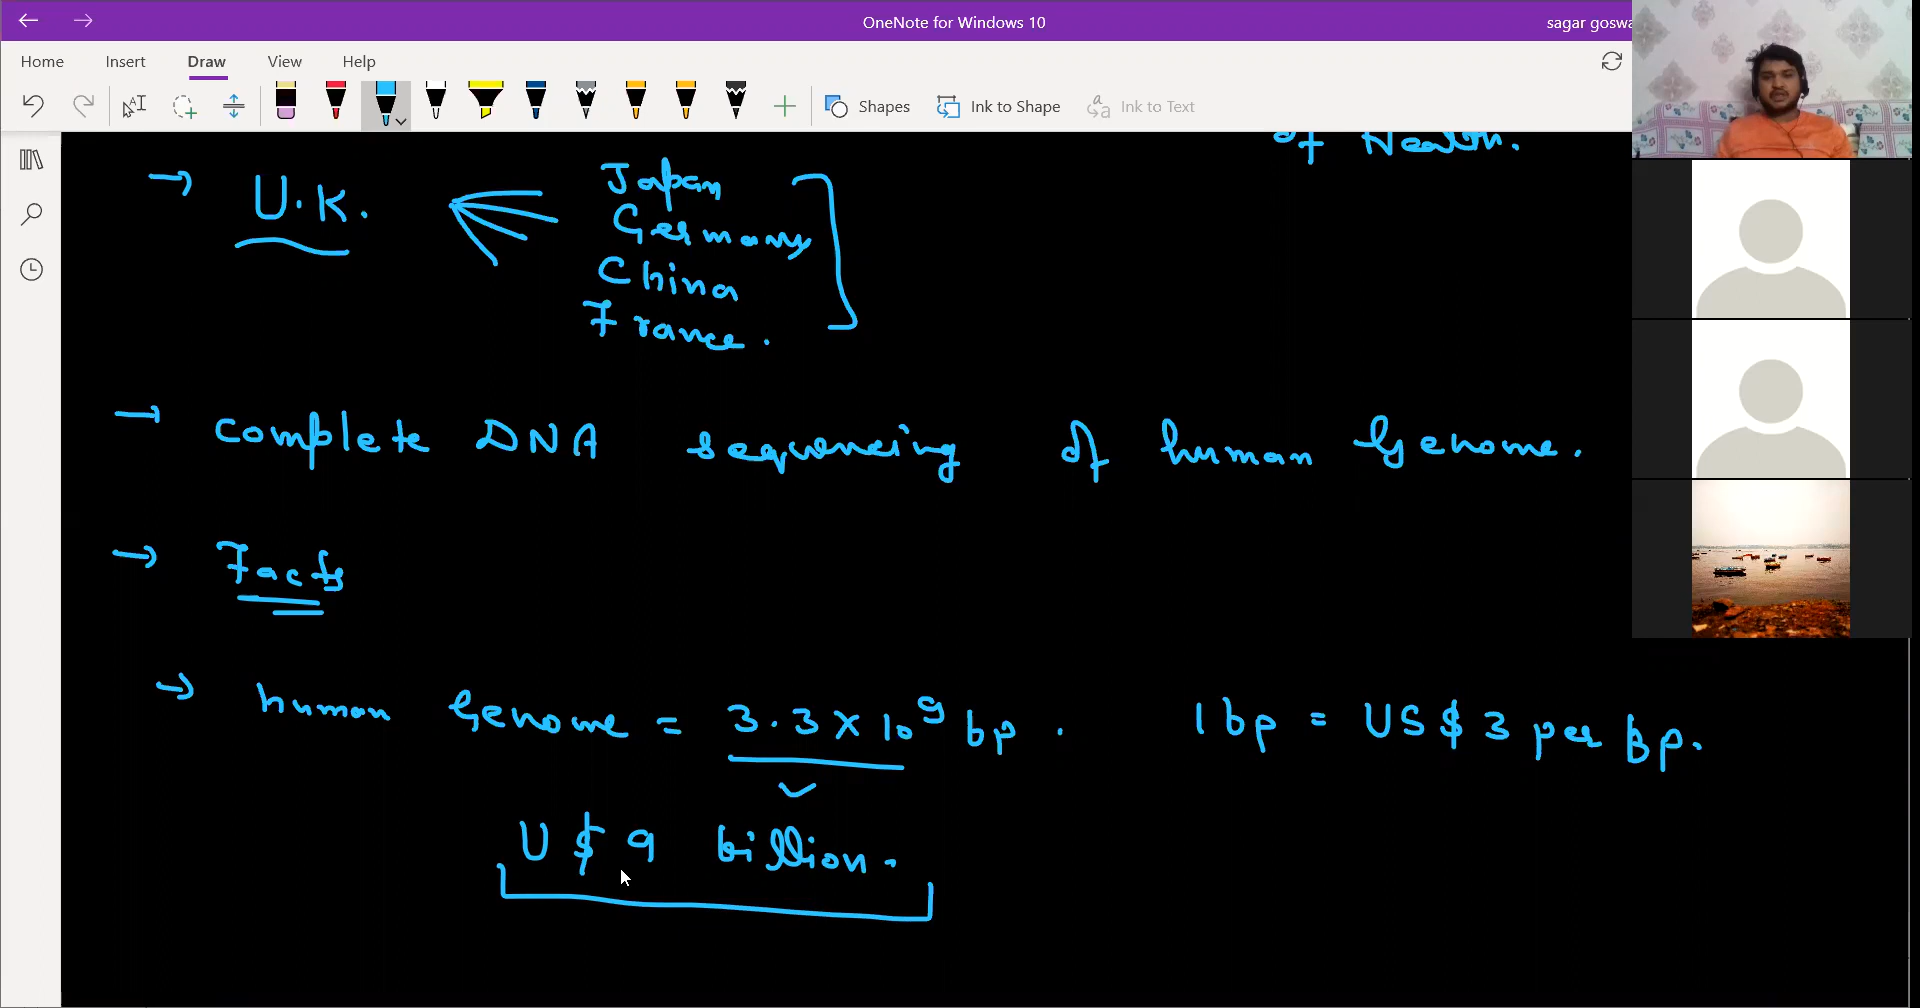 OneNote for Windows 10
sagar goswa
Home Insert Draw View Help
Shapes Ink to Shape Ink to Text
of Health.
→ U.K.
Japan
Germany
China
France.
→ Complete DNA sequencing of human Genome.
→ Facts
→ human Genome = 3.3 × 10⁹ bp. 1 bp = US $ 3 per bp.
U $ 9 billion.